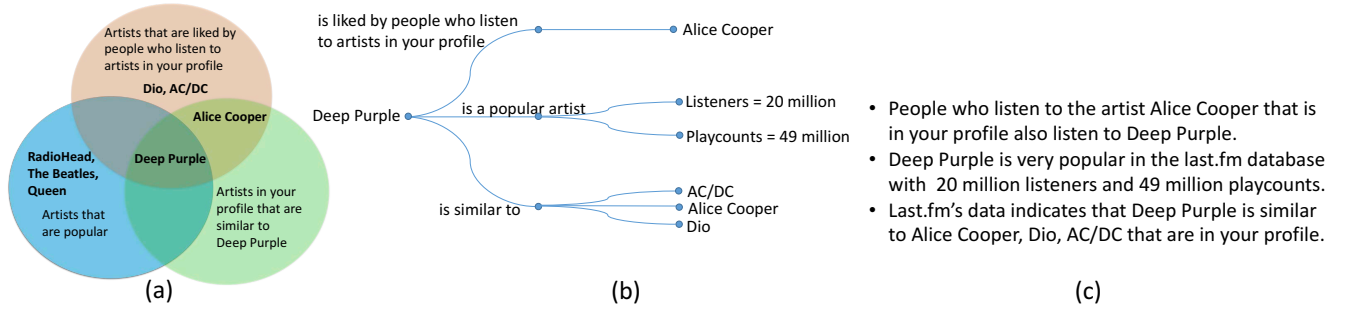 Artists that are liked by
people who listen to
artists in your profile
Dio, AC/DC
Alice Cooper
Deep Purple
RadioHead,
The Beatles,
Queen
Artists that
are popular
Artists in your
profile that are
similar to
Deep Purple
(a)
is liked by people who listen
to artists in your profile
Alice Cooper
Deep Purple
is a popular artist
Listeners = 20 million
Playcounts = 49 million
is similar to
AC/DC
Alice Cooper
Dio
(b)
• People who listen to the artist Alice Cooper that is
in your profile also listen to Deep Purple.
• Deep Purple is very popular in the last.fm database
with 20 million listeners and 49 million playcounts.
• Last.fm's data indicates that Deep Purple is similar
to Alice Cooper, Dio, AC/DC that are in your profile.
(c)